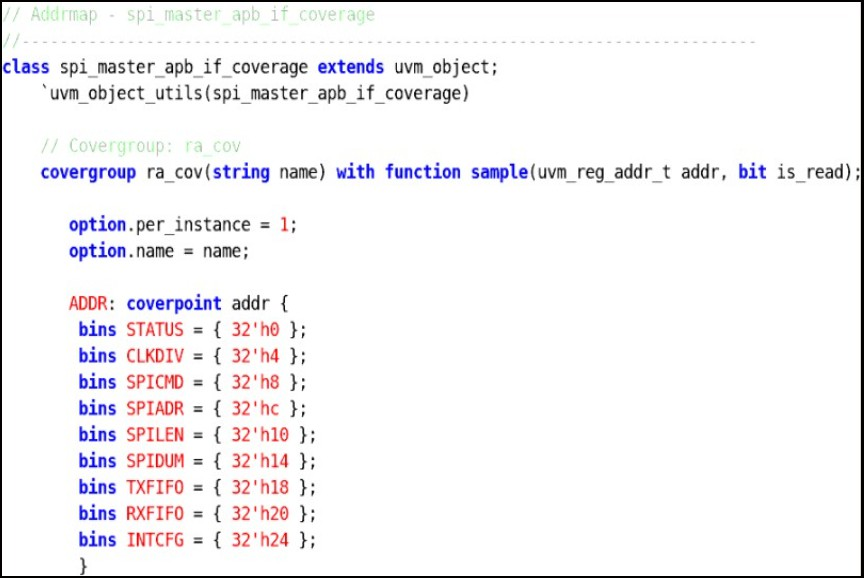 // Addrmap - spi_master_apb_if_coverage
//-----------------------------------------------------------------------------
class spi_master_apb_if_coverage extends uvm_object;
`uvm_object_utils(spi_master_apb_if_coverage)
// Covergroup: ra_cov
covergroup ra_cov(string name) with function sample(uvm_reg_addr_t addr, bit is_read);
option.per_instance = 1;
option.name = name;
ADDR: coverpoint addr {
bins STATUS = { 32'h0 };
bins CLKDIV = { 32'h4 };
bins SPICMD = { 32'h8 };
bins SPIADR = { 32'hc };
bins SPILEN = { 32'h10 };
bins SPIDUM = { 32'h14 };
bins TXFIFO = { 32'h18 };
bins RXFIFO = { 32'h20 };
bins INTCFG = { 32'h24 };
}